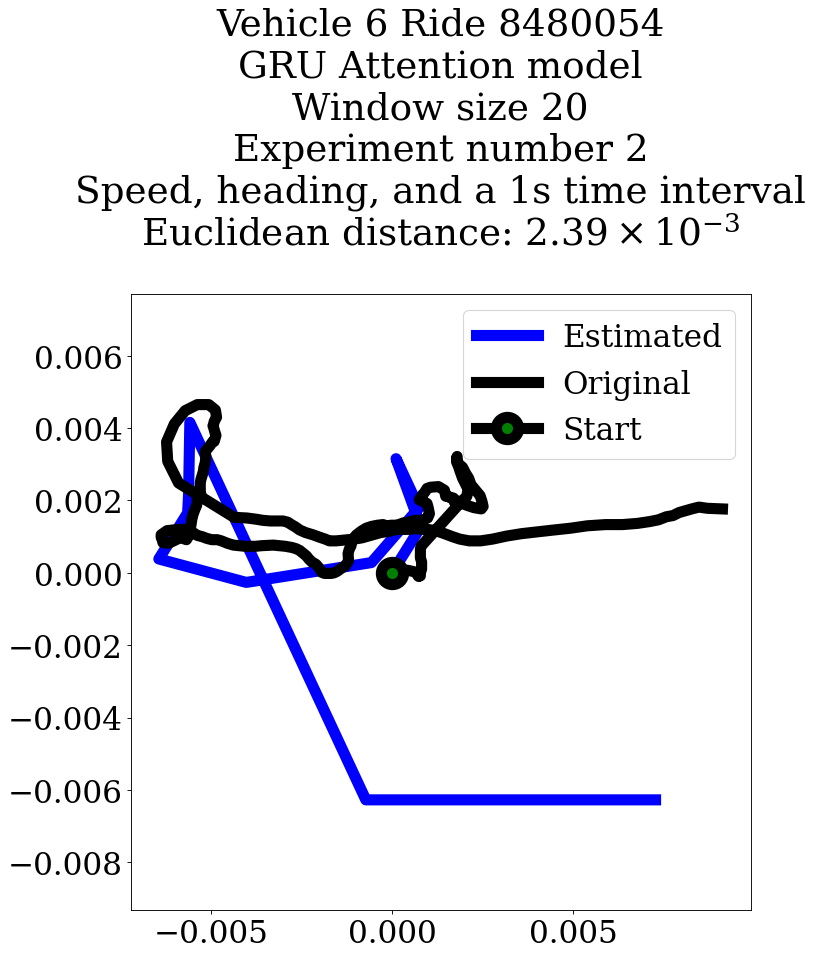 Vehicle 6 Ride 8480054
GRU Attention model
Window size 20
Experiment number 2
Speed, heading, and a 1s time interval
Euclidean distance: 2.39 × 10⁻³
Estimated
Original
Start
0.006
0.004
0.002
0.000
−0.002
−0.004
−0.006
−0.008
−0.005 0.000 0.005